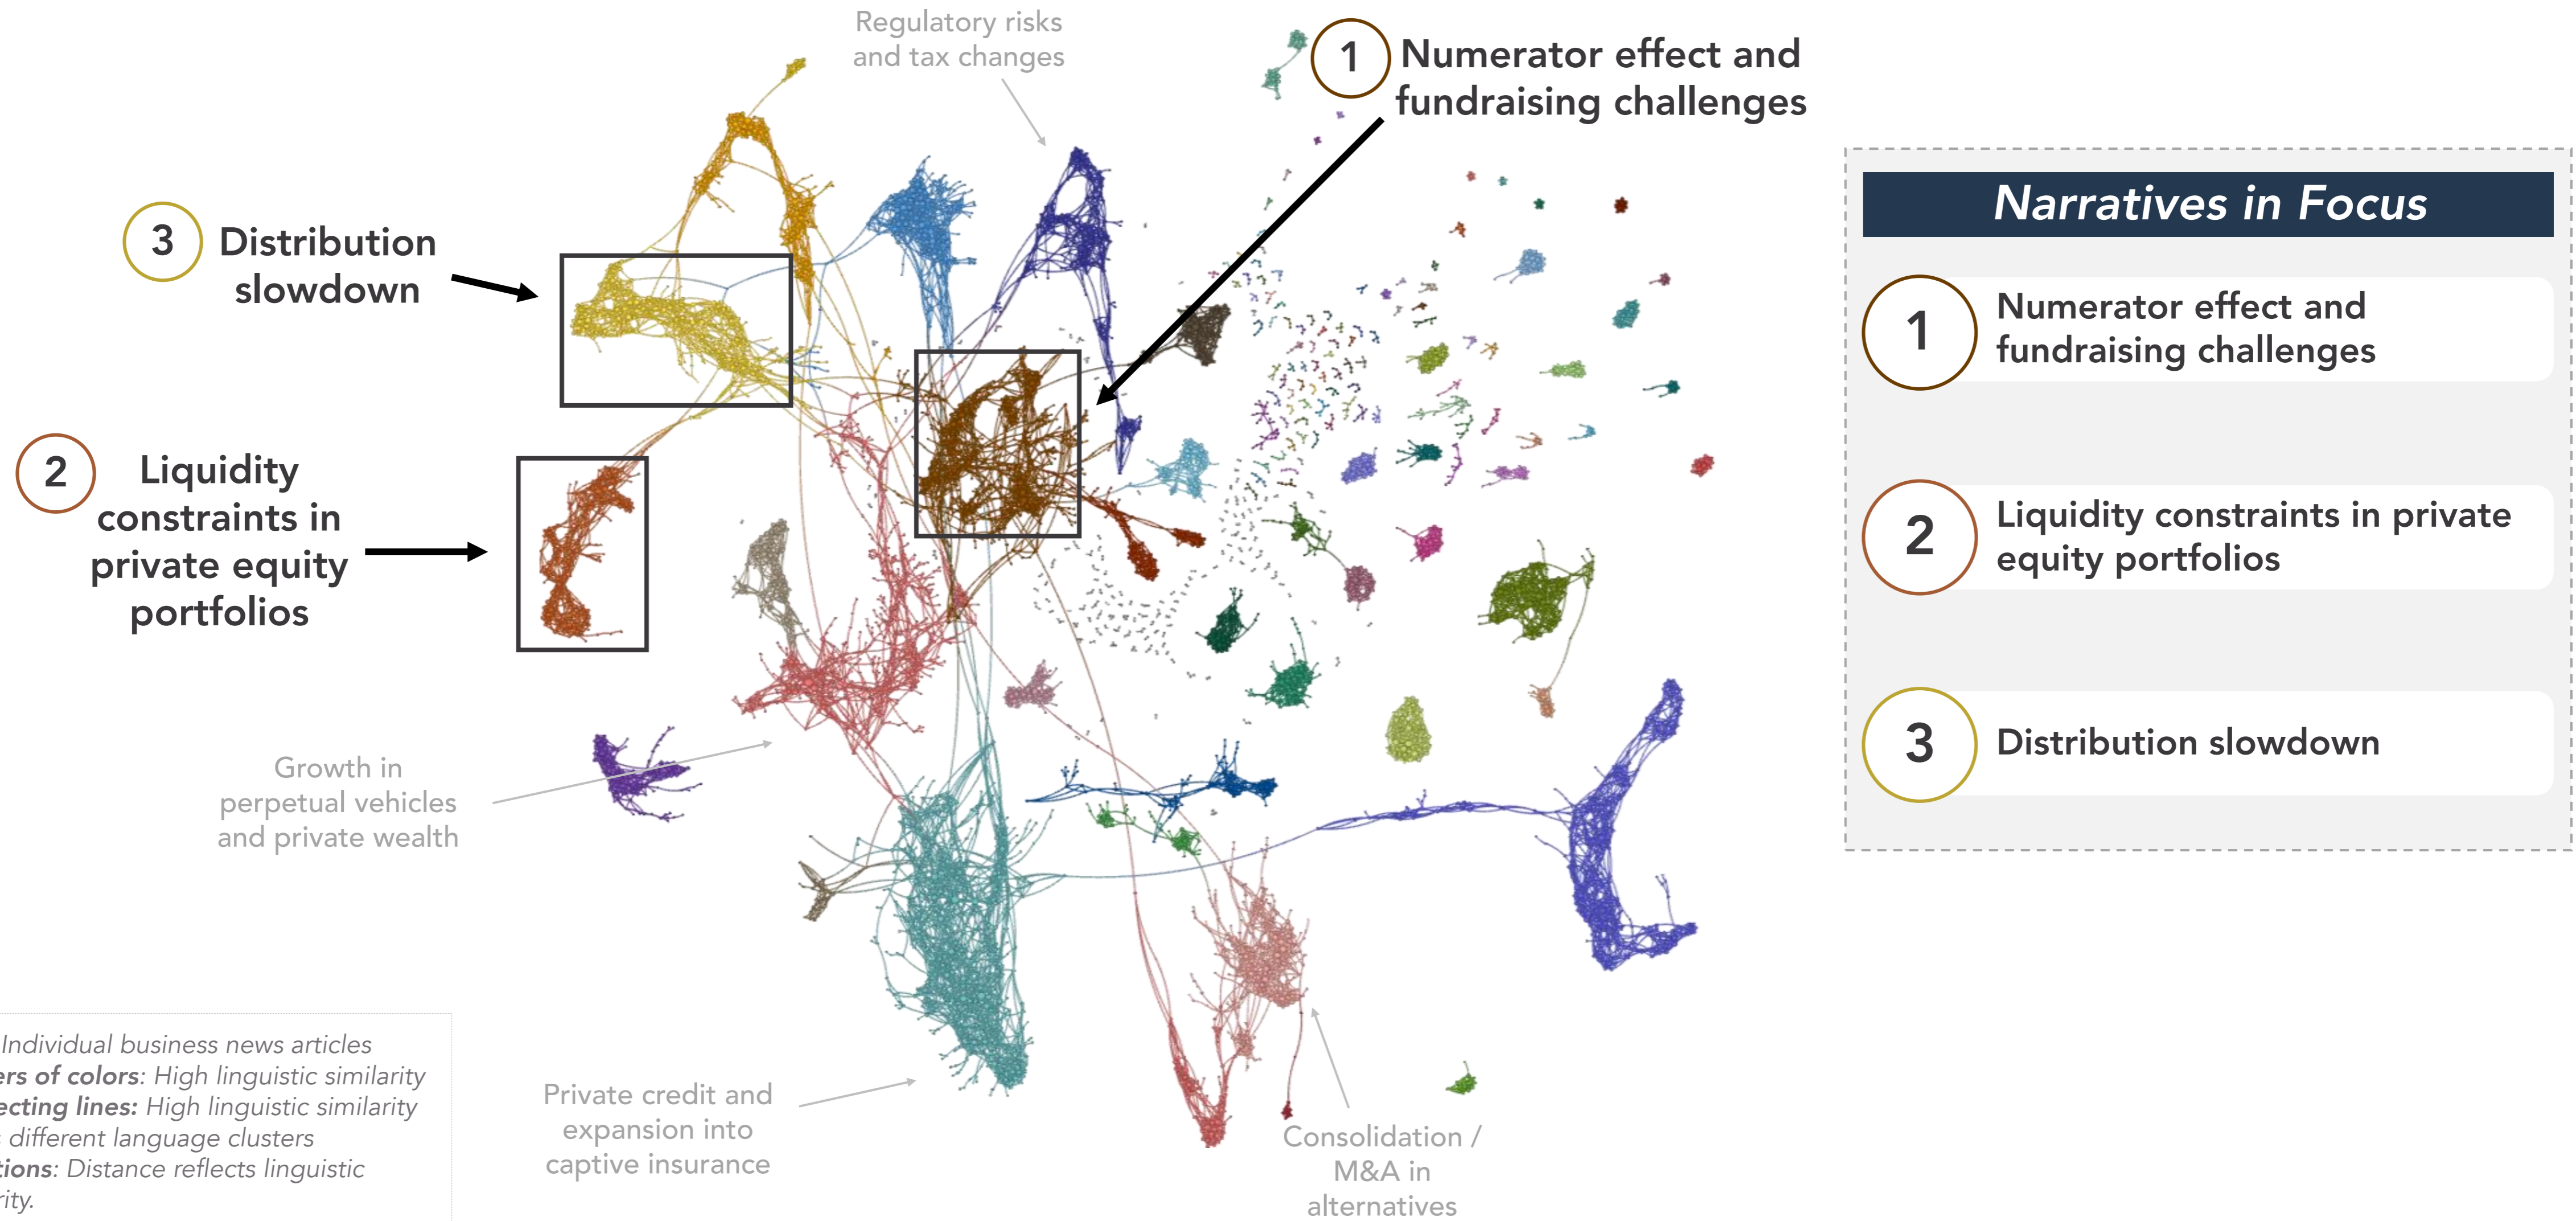 Regulatory risks
and tax changes
1
Numerator effect and
fundraising challenges
3
Distribution
slowdown
2
Liquidity
constraints in
private equity
portfolios
Growth in
perpetual vehicles
and private wealth
Private credit and
expansion into
captive insurance
Consolidation /
M&A in
alternatives
Individual business news articles
of colors: High linguistic similarity
lines: High linguistic similarity
different language clusters
Distance reflects linguistic
Narratives in Focus
1
Numerator effect and
fundraising challenges
2
Liquidity constraints in private
equity portfolios
3
Distribution slowdown